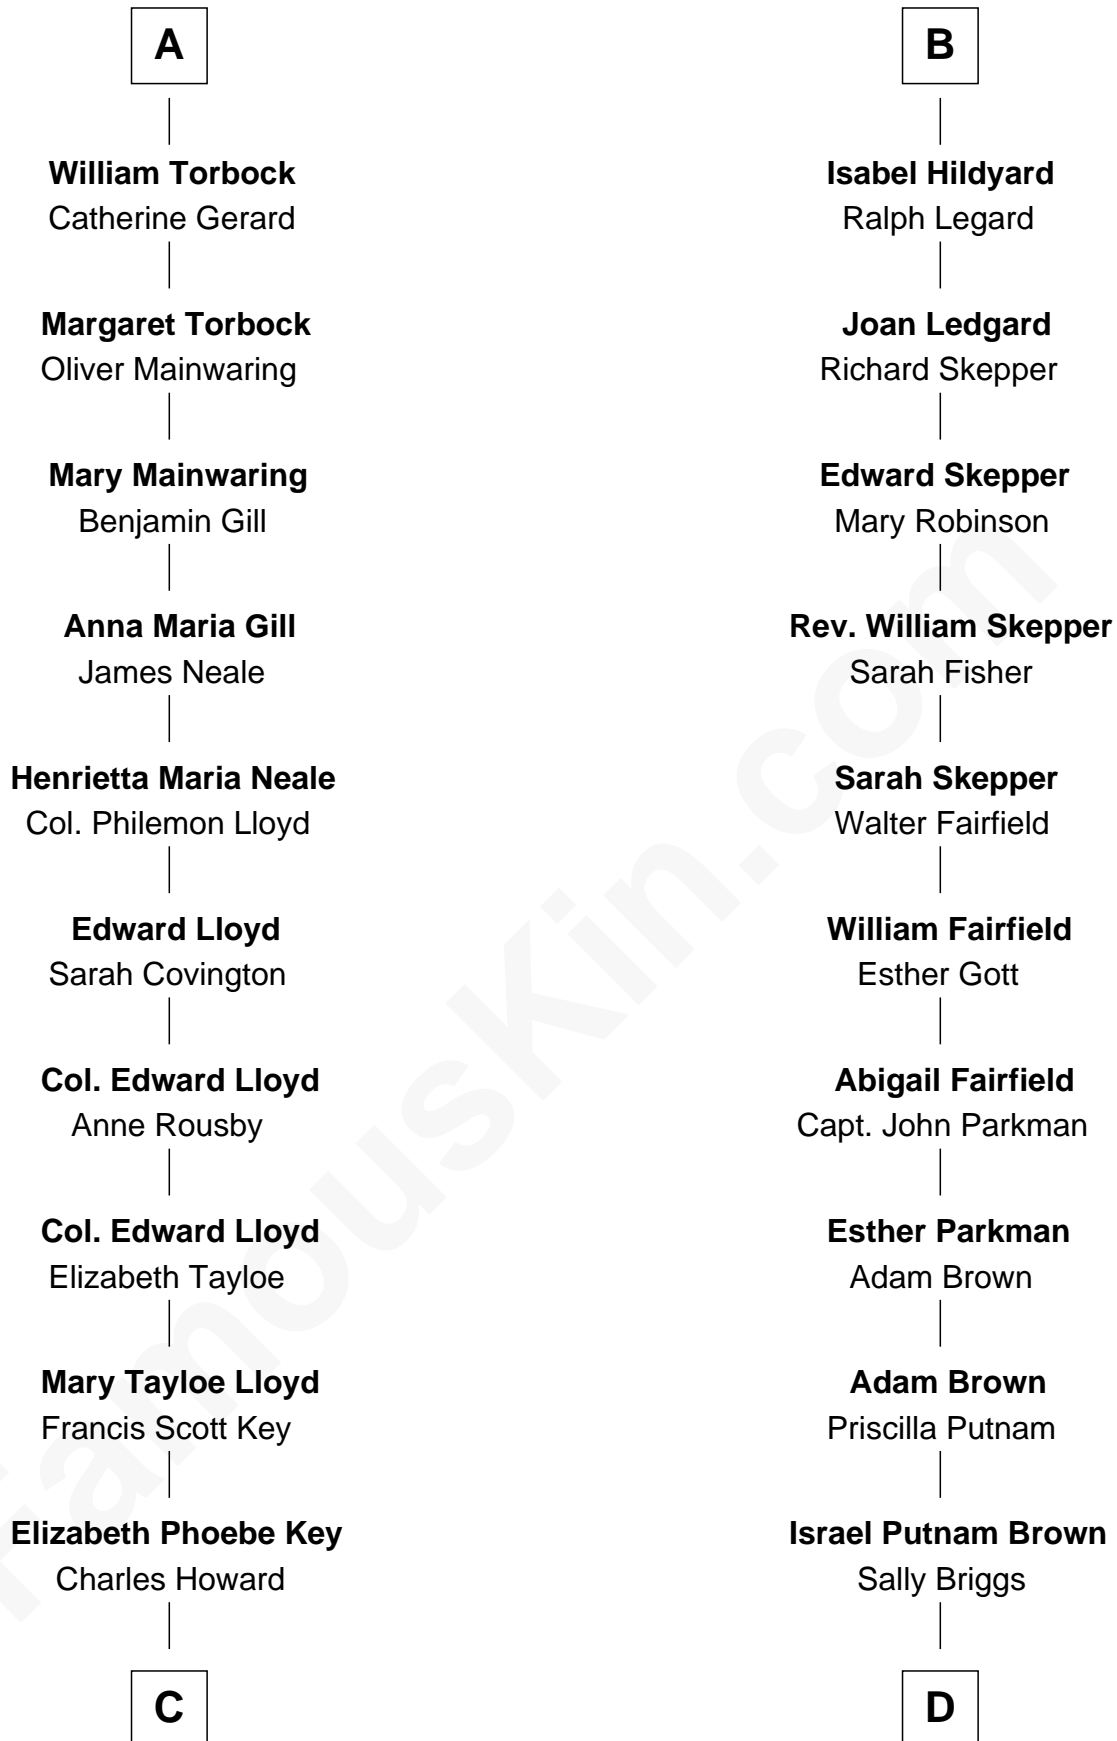 A
William Torbock
Catherine Gerard
Margaret Torbock
Oliver Mainwaring
Mary Mainwaring
Benjamin Gill
Anna Maria Gill
James Neale
Henrietta Maria Neale
Col. Philemon Lloyd
Edward Lloyd
Sarah Covington
Col. Edward Lloyd
Anne Rousby
Col. Edward Lloyd
Elizabeth Tayloe
Mary Tayloe Lloyd
Francis Scott Key
Elizabeth Phoebe Key
Charles Howard
C
B
Isabel Hildyard
Ralph Legard
Joan Ledgard
Richard Skepper
Edward Skepper
Mary Robinson
Rev. William Skepper
Sarah Fisher
Sarah Skepper
Walter Fairfield
William Fairfield
Esther Gott
Abigail Fairfield
Capt. John Parkman
Esther Parkman
Adam Brown
Adam Brown
Priscilla Putnam
Israel Putnam Brown
Sally Briggs
D
FamousKin.com